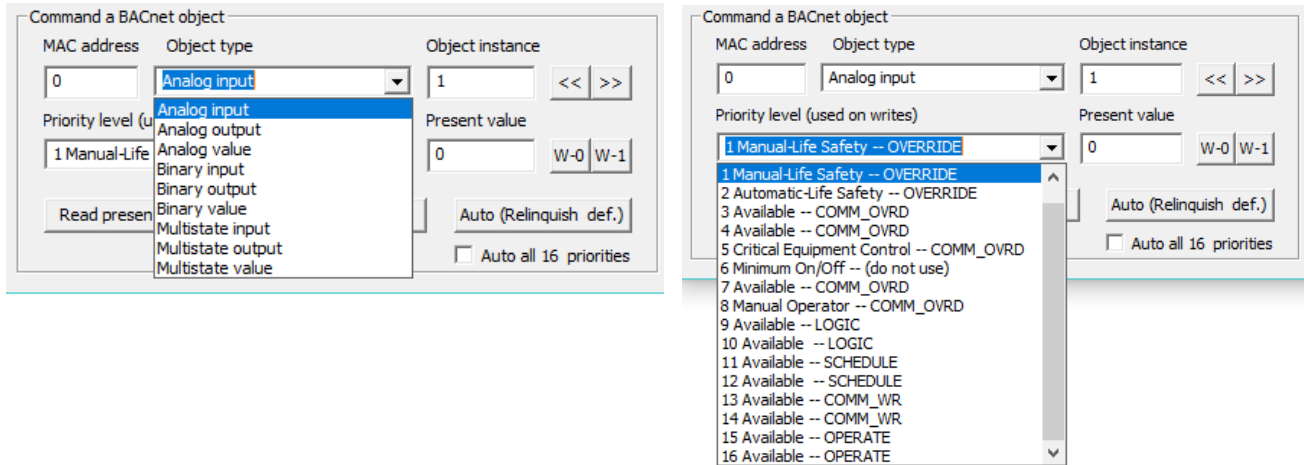 Command a BACnet object
MAC address Object type Object instance
0 Analog input 1 << >>
Analog input
Analog output
Analog value
Binary input
Binary output
Binary value
Multistate input
Multistate output
Multistate value
Priority level (u Present value
1 Manual-Life 0 W-0 W-1
Read presen Auto (Relinquish def.)
Auto all 16 priorities
Command a BACnet object
MAC address Object type Object instance
0 Analog input 1 << >>
Priority level (used on writes) Present value
1 Manual-Life Safety -- OVERRIDE 0 W-0 W-1
1 Manual-Life Safety -- OVERRIDE
2 Automatic-Life Safety -- OVERRIDE
3 Available -- COMM_OVRD
4 Available -- COMM_OVRD
5 Critical Equipment Control -- COMM_OVRD
6 Minimum On/Off -- (do not use)
7 Available -- COMM_OVRD
8 Manual Operator -- COMM_OVRD
9 Available -- LOGIC
10 Available -- LOGIC
11 Available -- SCHEDULE
12 Available -- SCHEDULE
13 Available -- COMM_WR
14 Available -- COMM_WR
15 Available -- OPERATE
16 Available -- OPERATE
Auto (Relinquish def.)
Auto all 16 priorities